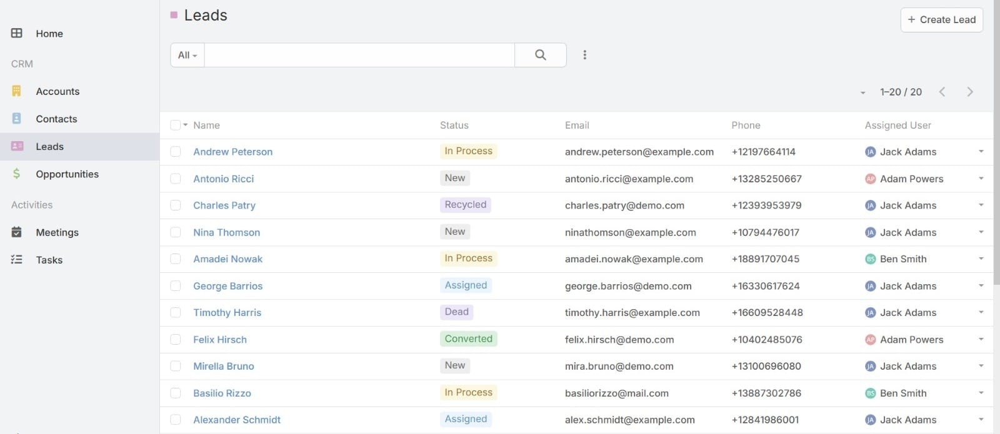 Leads
+ Create Lead
Home
CRM
All
Accounts
1–20 / 20
Contacts
Leads
Opportunities
Activities
Meetings
Tasks
Name Status Email Phone Assigned User
Andrew Peterson In Process andrew.peterson@example.com +12197664114 JA Jack Adams
Antonio Ricci New antonio.ricci@example.com +13285250667 AP Adam Powers
Charles Patry Recycled charles.patry@demo.com +12393953979 JA Jack Adams
Nina Thomson New ninathomson@example.com +10794476017 JA Jack Adams
Amadei Nowak In Process amadei.nowak@example.com +18891707045 BS Ben Smith
George Barrios Assigned george.barrios@demo.com +16330617624 JA Jack Adams
Timothy Harris Dead timothy.harris@example.com +16609528448 JA Jack Adams
Felix Hirsch Converted felix.hirsch@demo.com +10402485076 AP Adam Powers
Mirella Bruno New mira.bruno@demo.com +13100696080 JA Jack Adams
Basilio Rizzo In Process basiliorizzo@mail.com +13887302786 BS Ben Smith
Alexander Schmidt Assigned alex.schmidt@example.com +12841986001 JA Jack Adams